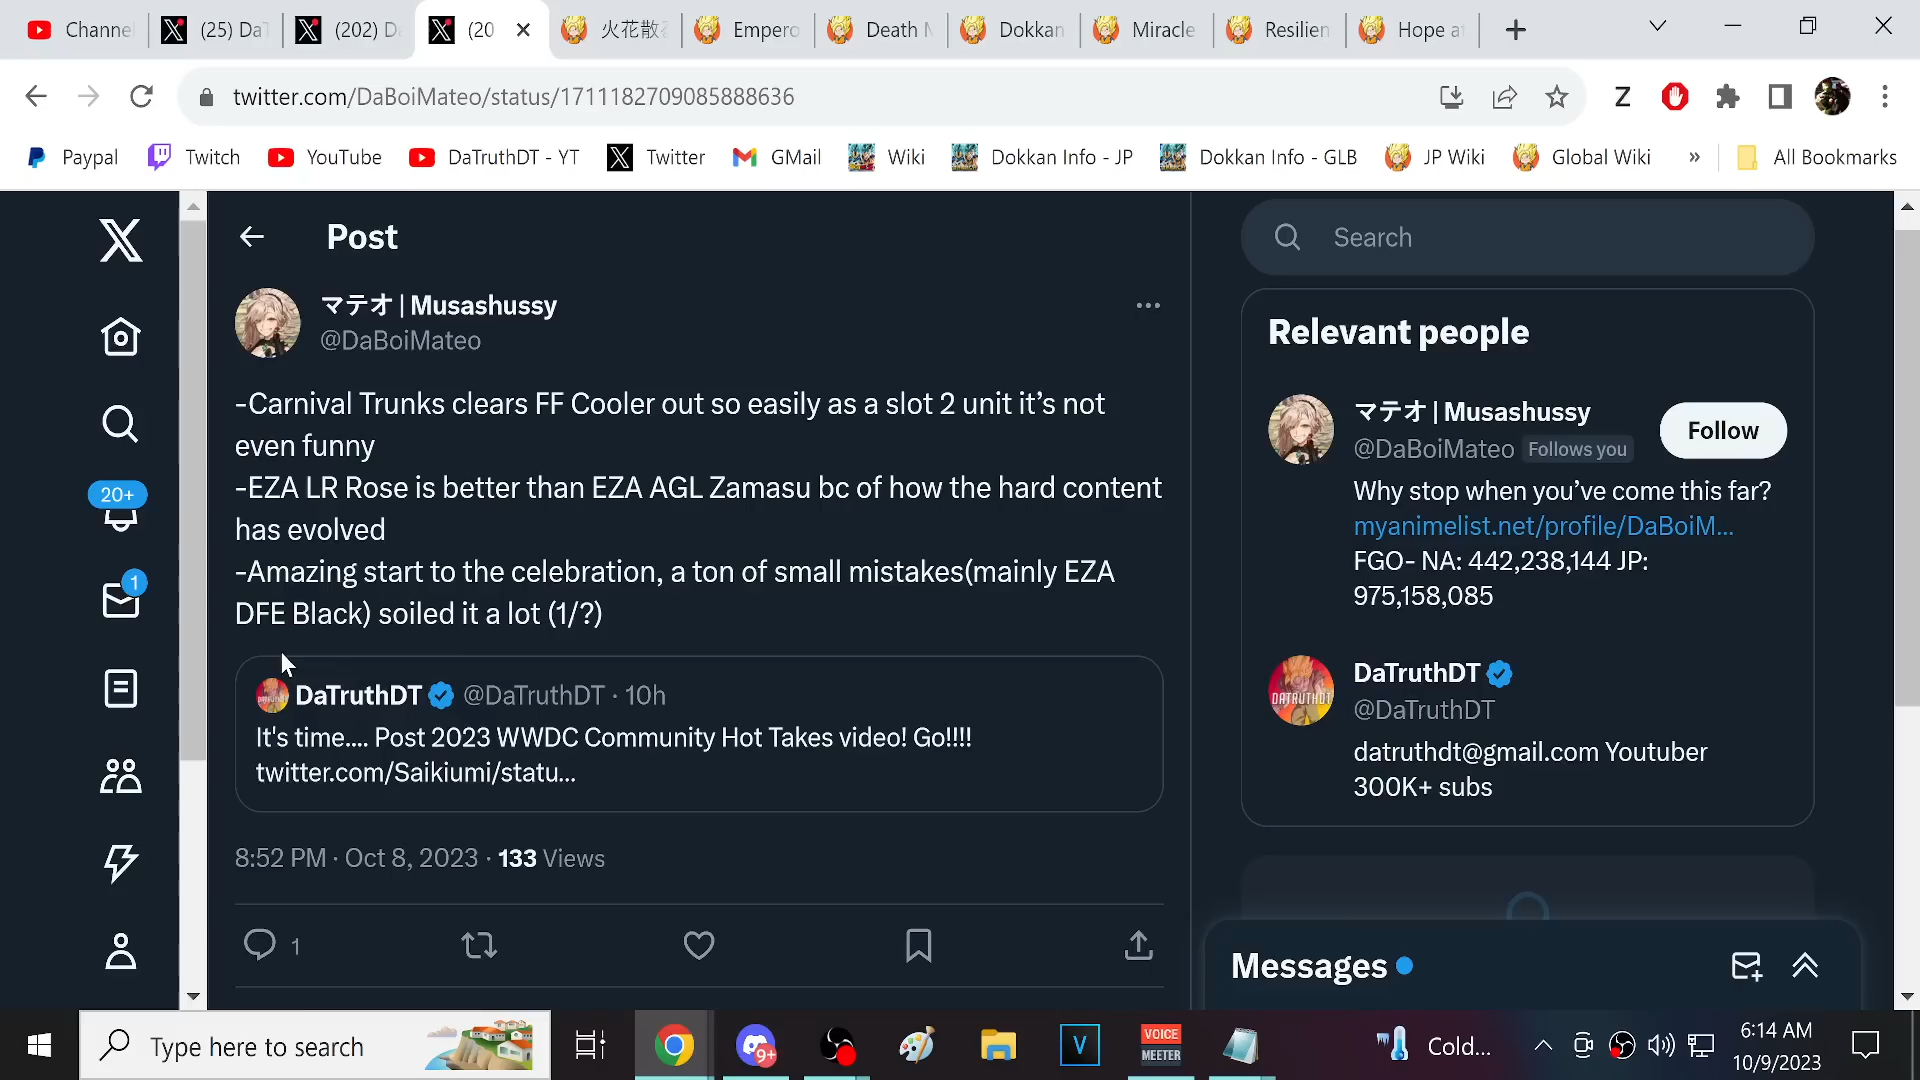 Channe
(25) DaT
(202) D
(20
火花散
Empero
Death
Dokkan
Miracle
Resilien
Hope a
twitter.com/DaBoiMateo/status/1711182709085888636
Z
Paypal
Twitch
YouTube
DaTruthDT - YT
Twitter
GMail
Wiki
Dokkan Info - JP
Dokkan Info - GLB
JP Wiki
Global Wiki
»
All Bookmarks
Post
Search
マテオ | Musashussy
@DaBoiMateo
-Carnival Trunks clears FF Cooler out so easily as a slot 2 unit it’s not
even funny
-EZA LR Rose is better than EZA AGL Zamasu bc of how the hard content
has evolved
-Amazing start to the celebration, a ton of small mistakes(mainly EZA
DFE Black) soiled it a lot (1/?)
DaTruthDT @DaTruthDT · 10h
It's time.... Post 2023 WWDC Community Hot Takes video! Go!!!!
twitter.com/Saikiumi/statu...
8:52 PM · Oct 8, 2023 · 133 Views
1
20+
1
Relevant people
マテオ | Musashussy
@DaBoiMateo Follows you
Follow
Why stop when you’ve come this far?
myanimelist.net/profile/DaBoiM...
FGO- NA: 442,238,144 JP:
975,158,085
DaTruthDT
@DaTruthDT
DATRUTHDT
datruthdt@gmail.com Youtuber
300K+ subs
Messages
Type here to search
9+
V
VOICE
MEETER
Cold...
6:14 AM
10/9/2023